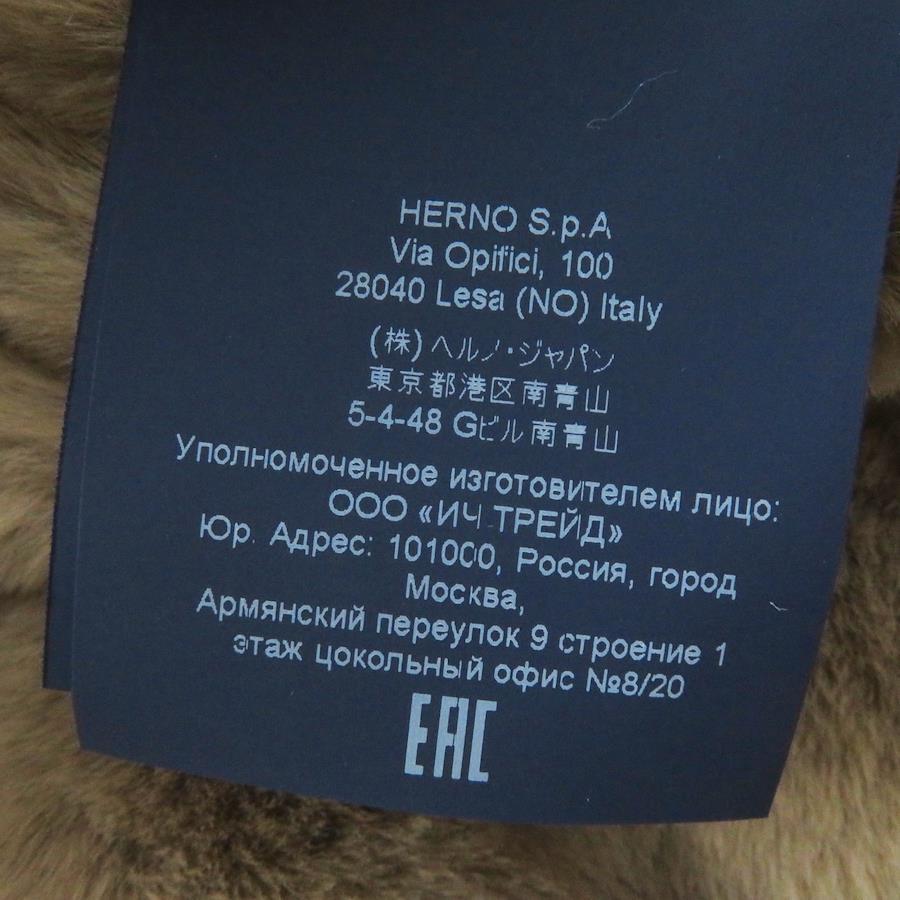 HERNO S.p.A
Via Opifici, 100
28040 Lesa (NO) Italy
(株)ヘルノ・ジャパン
東京都港区南青山
5-4-48 Gビル南青山
Уполномоченное изготовителем лицо:
ООО «ИЧ ТРЕЙД»
Юр. Адрес: 101000, Россия, город
Москва,
Армянский переулок 9 строение 1
этаж цокольный офис №8/20
EAC